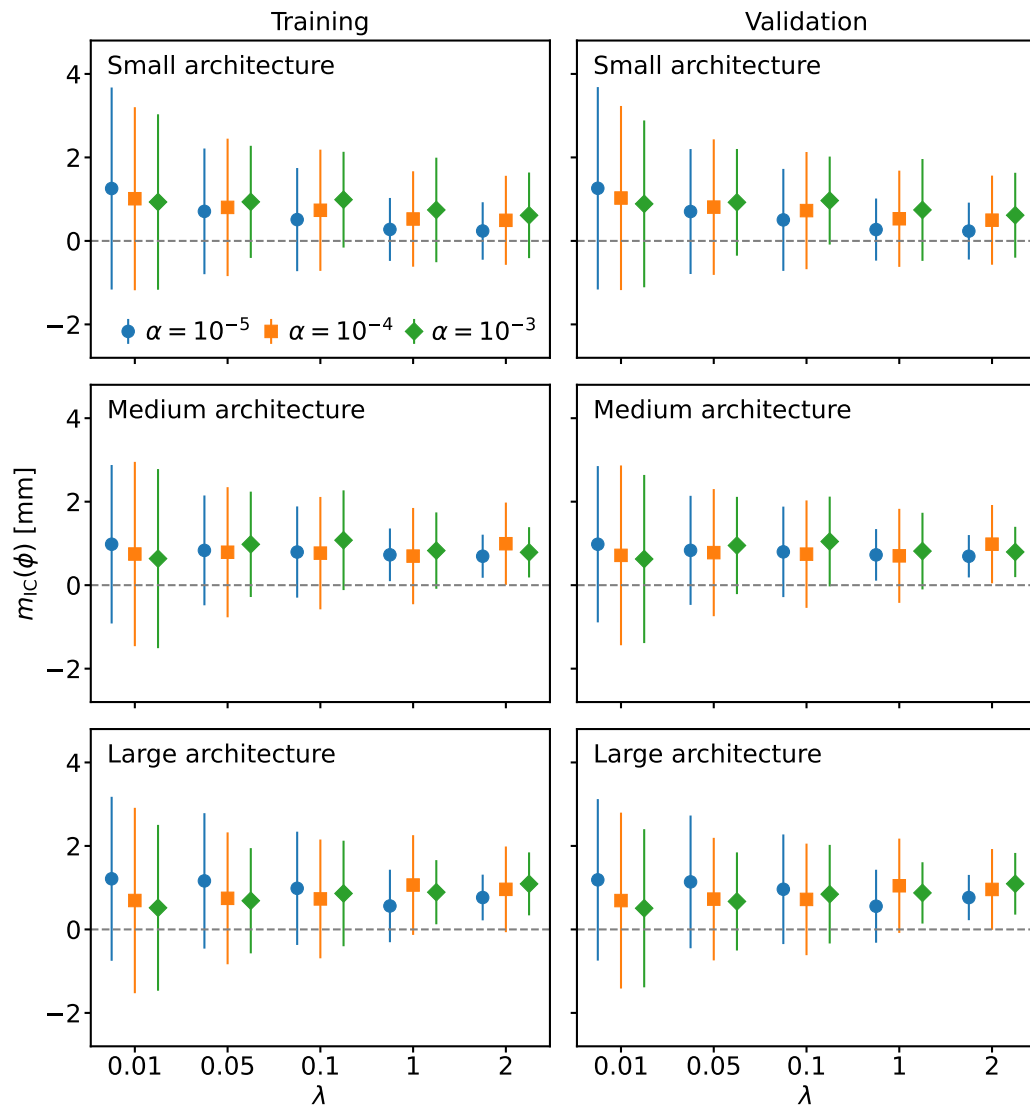 Training Validation
Small architecture Small architecture
4
2
0
−2
α = 10⁻⁵ α = 10⁻⁴ α = 10⁻³
Medium architecture Medium architecture
4
2
0
−2
m_IC(ϕ) [mm]
Large architecture Large architecture
4
2
0
−2
0.01 0.05 0.1 1 2 0.01 0.05 0.1 1 2
λ λ